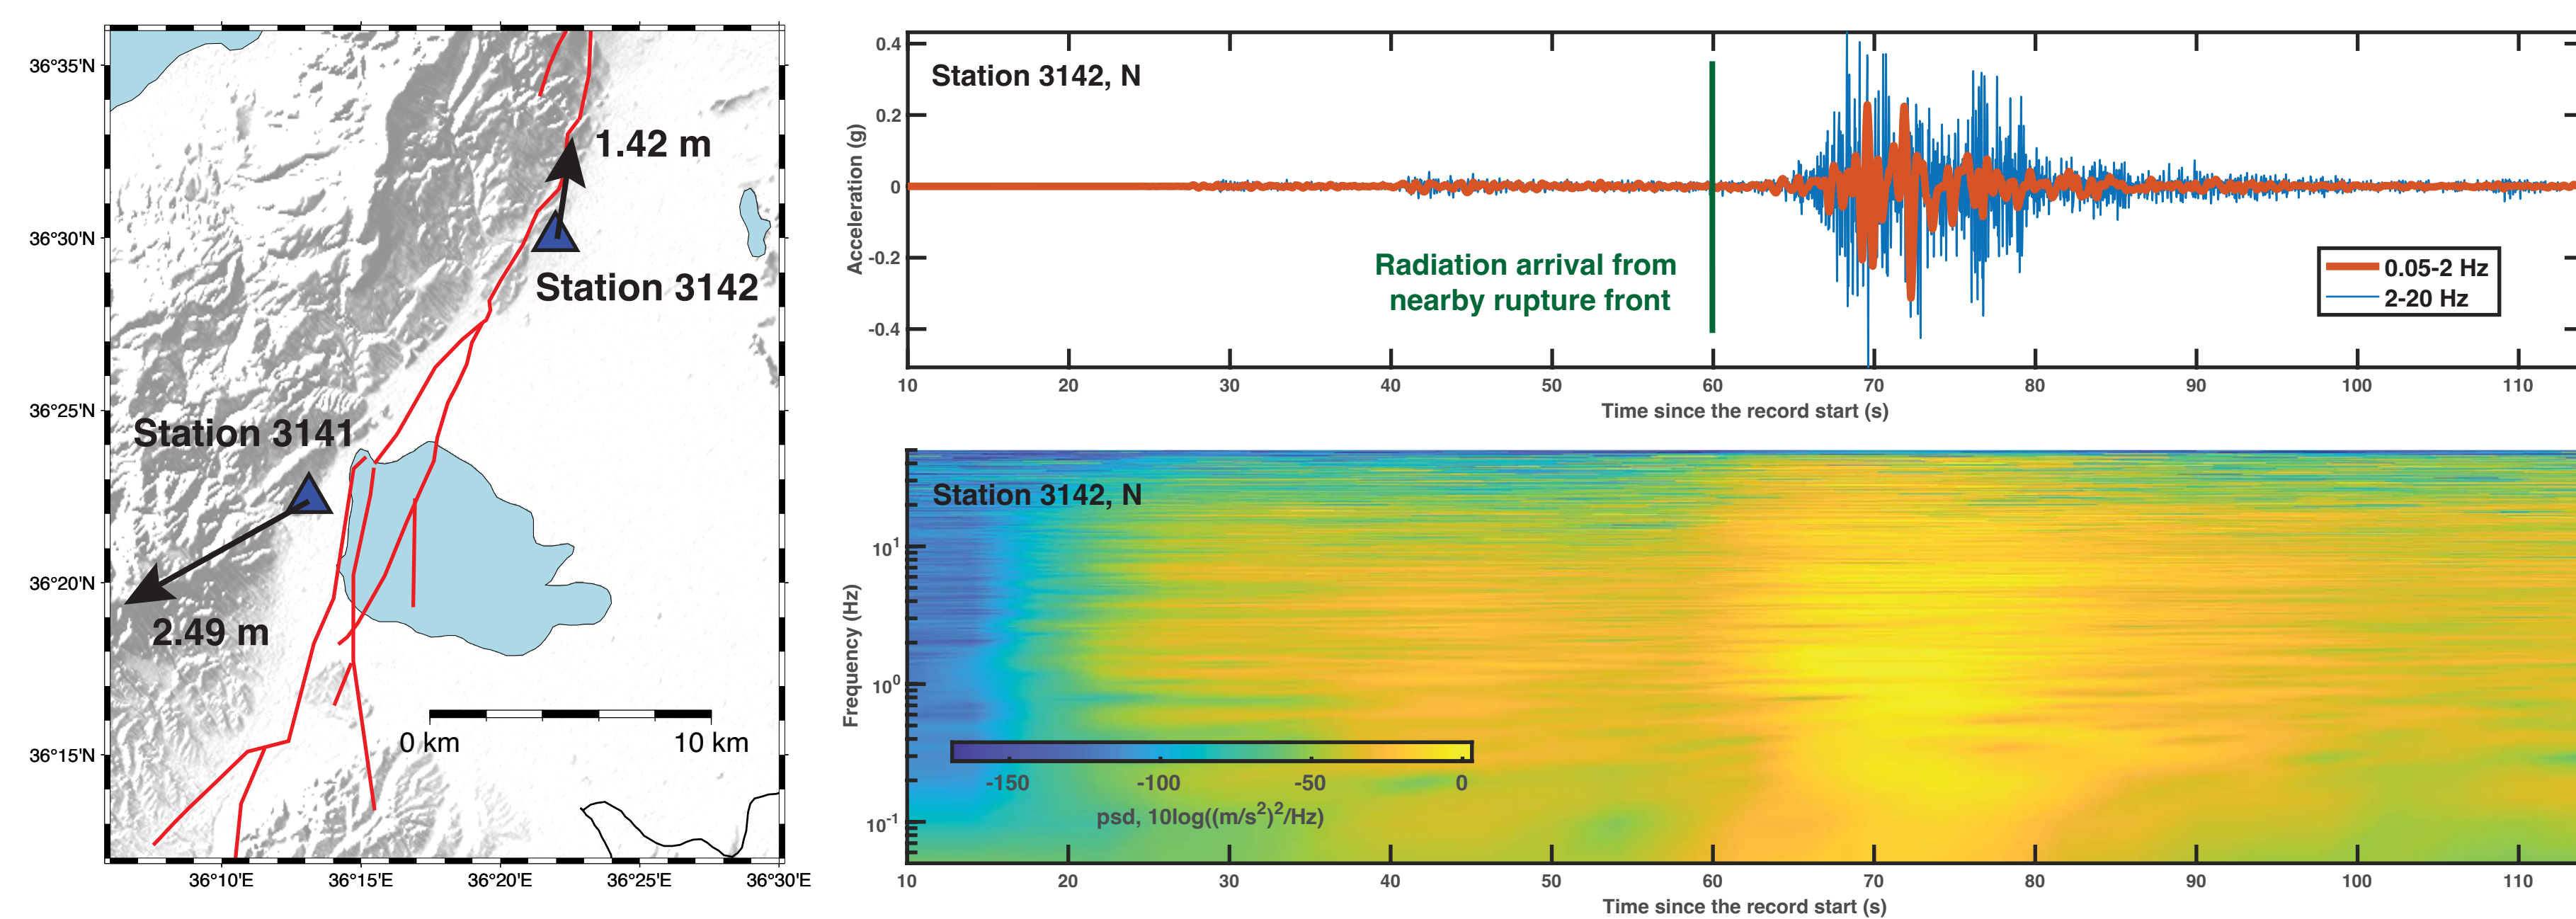 36°35'N
36°30'N
36°25'N
36°20'N
36°15'N
36°10'E
36°15'E
36°20'E
36°25'E
36°30'E
1.42 m
Station 3142
Station 3141
2.49 m
0 km
10 km
Station 3142, N
Acceleration (g)
0.4
0.2
0
-0.2
-0.4
Radiation arrival from
nearby rupture front
0.05-2 Hz
2-20 Hz
10 20 30 40 50 60 70 80 90 100 110
Time since the record start (s)
Station 3142, N
Frequency (Hz)
10¹
10⁰
10⁻¹
-150 -100 -50 0
psd, 10log((m/s²)²/Hz)
10 20 30 40 50 60 70 80 90 100 110
Time since the record start (s)